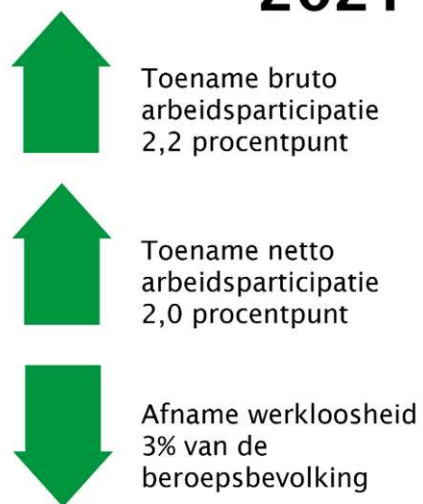 Toename bruto
arbeidsparticipatie
2,2 procentpunt
Toename netto
arbeidsparticipatie
2,0 procentpunt
Afname werkloosheid
3% van de
beroepsbevolking